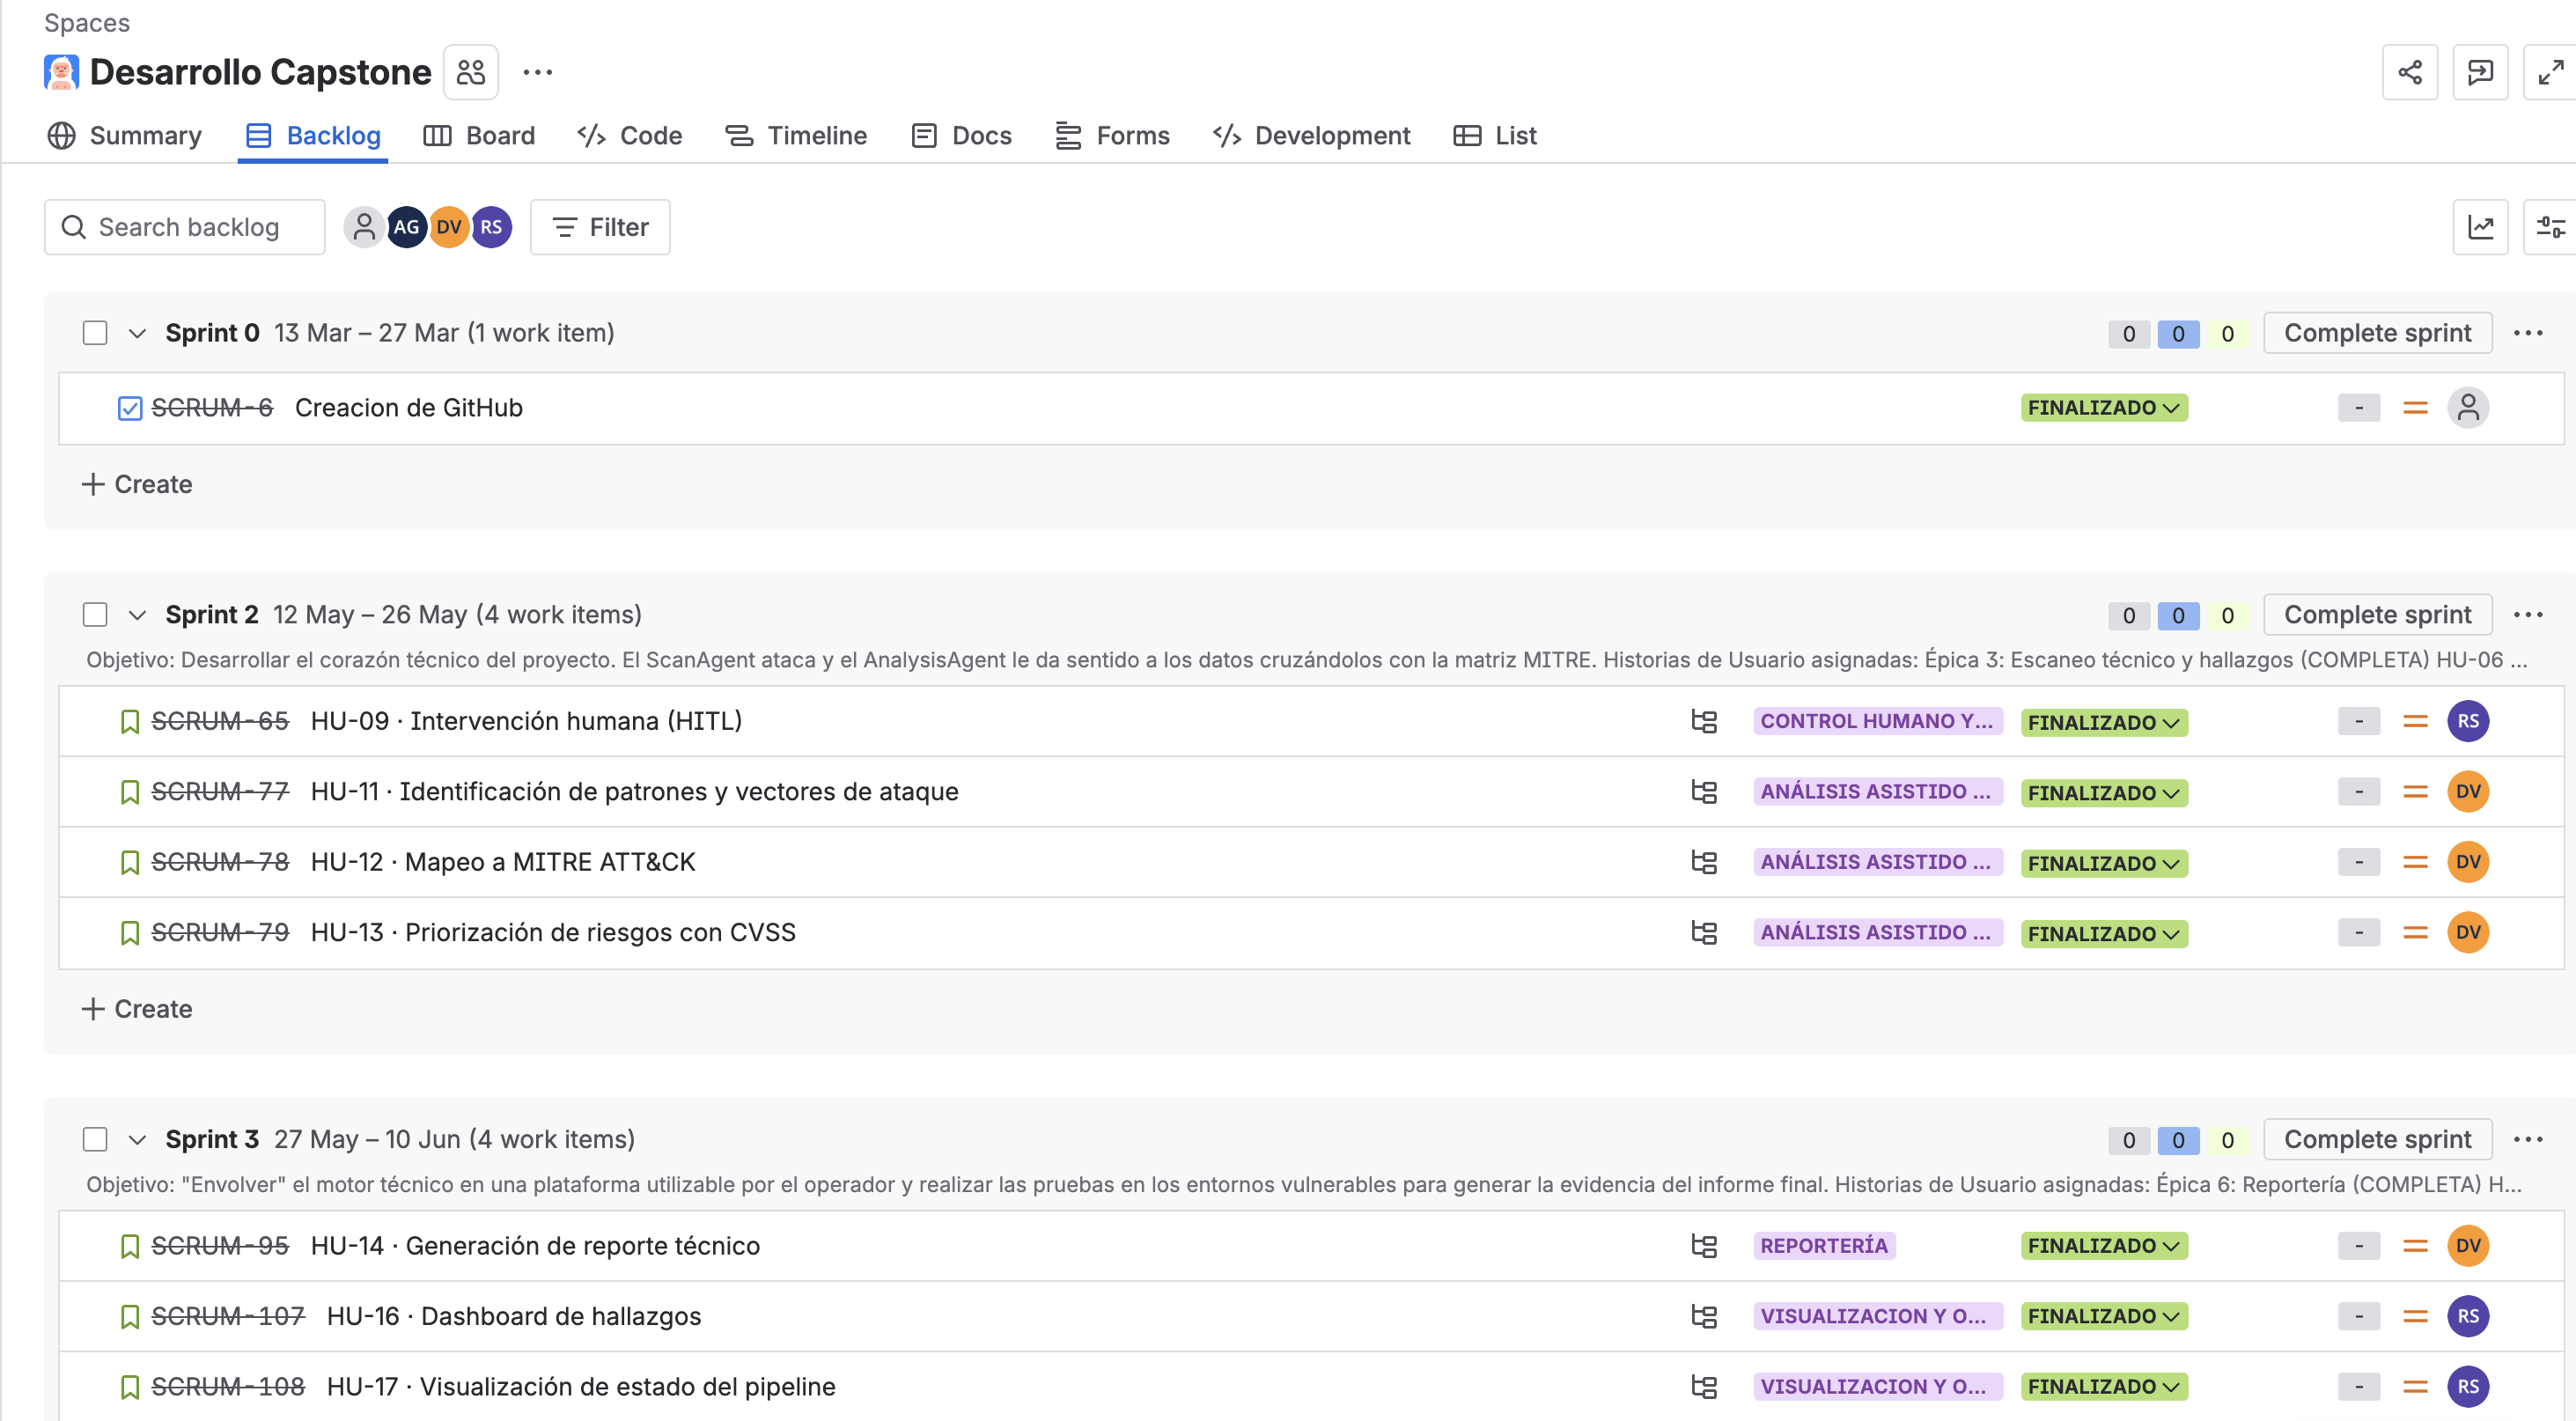 Spaces
Desarrollo Capstone
Summary Backlog Board Code Timeline Docs Forms Development List
Search backlog AG DV RS Filter
Sprint 0 13 Mar – 27 Mar (1 work item) 0 0 0 Complete sprint
SCRUM-6 Creacion de GitHub FINALIZADO -
Create
Sprint 2 12 May – 26 May (4 work items) 0 0 0 Complete sprint
Objetivo: Desarrollar el corazón técnico del proyecto. El ScanAgent ataca y el AnalysisAgent le da sentido a los datos cruzándolos con la matriz MITRE. Historias de Usuario asignadas: Épica 3: Escaneo técnico y hallazgos (COMPLETA) HU-06 ...
SCRUM-65 HU-09 · Intervención humana (HITL) CONTROL HUMANO Y... FINALIZADO - RS
SCRUM-77 HU-11 · Identificación de patrones y vectores de ataque ANÁLISIS ASISTIDO ... FINALIZADO - DV
SCRUM-78 HU-12 · Mapeo a MITRE ATT&CK ANÁLISIS ASISTIDO ... FINALIZADO - DV
SCRUM-79 HU-13 · Priorización de riesgos con CVSS ANÁLISIS ASISTIDO ... FINALIZADO - DV
Create
Sprint 3 27 May – 10 Jun (4 work items) 0 0 0 Complete sprint
Objetivo: "Envolver" el motor técnico en una plataforma utilizable por el operador y realizar las pruebas en los entornos vulnerables para generar la evidencia del informe final. Historias de Usuario asignadas: Épica 6: Reportería (COMPLETA) H...
SCRUM-95 HU-14 · Generación de reporte técnico REPORTERÍA FINALIZADO - DV
SCRUM-107 HU-16 · Dashboard de hallazgos VISUALIZACION Y O... FINALIZADO - RS
SCRUM-108 HU-17 · Visualización de estado del pipeline VISUALIZACION Y O... FINALIZADO - RS